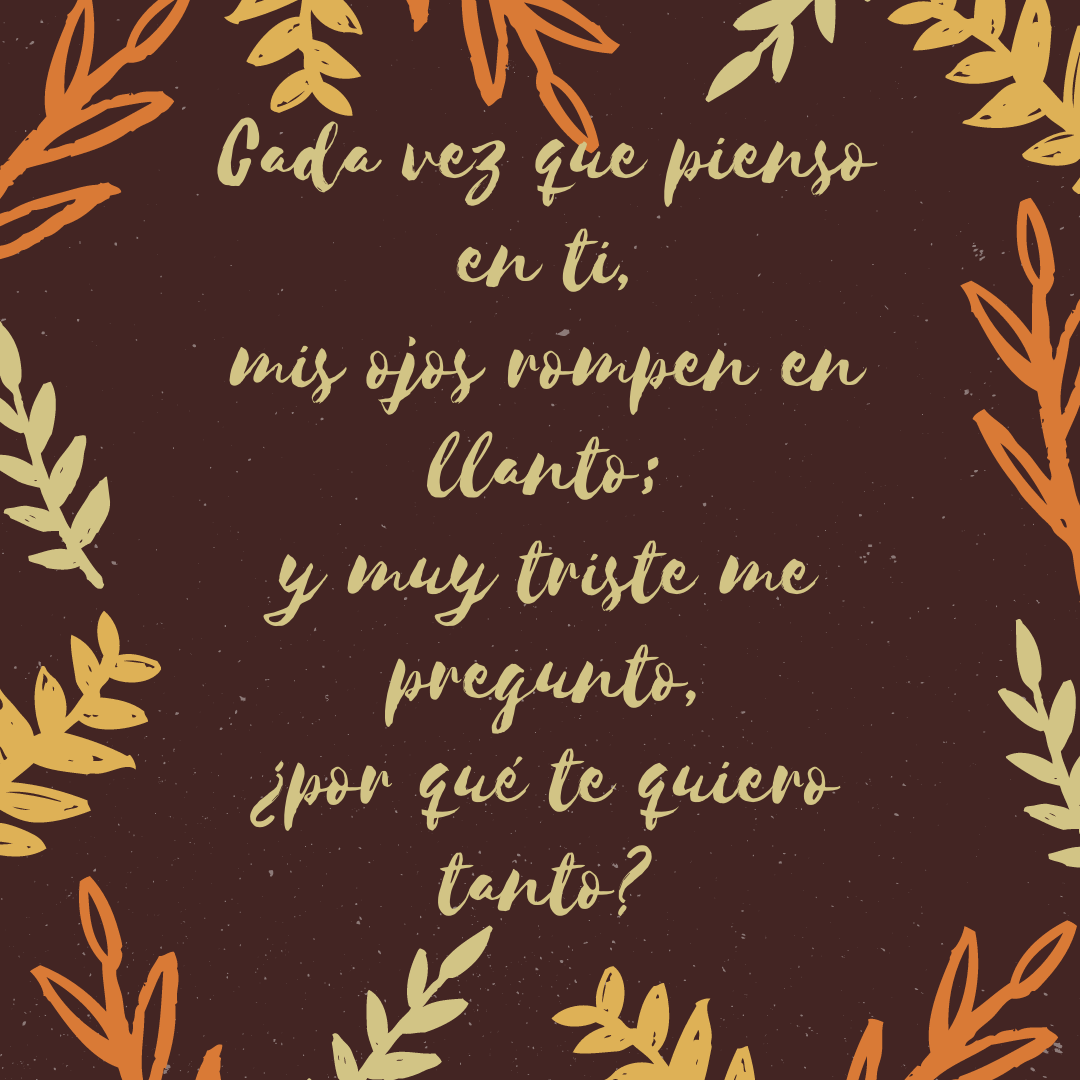 Cada vez que pienso
en ti,
mis ojos rompen en
llanto;
y muy triste me
pregunto,
¿por qué te quiero
tanto?